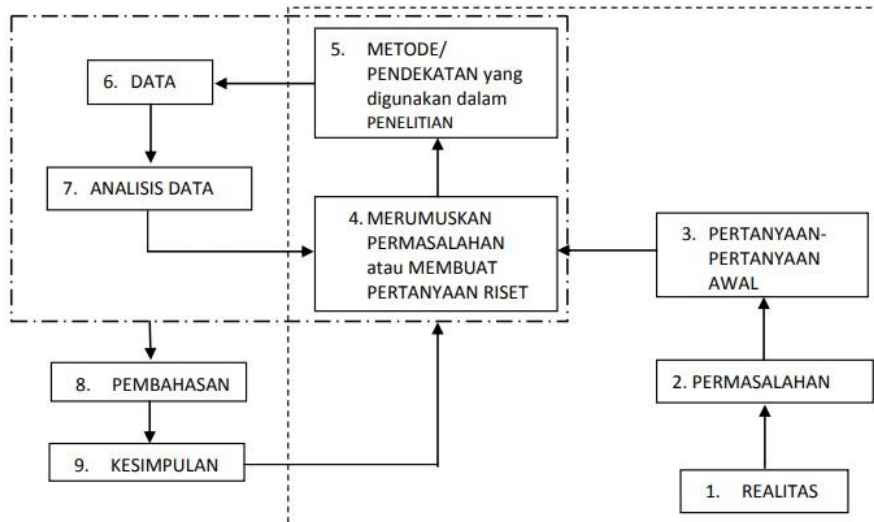 5. METODE/
PENDEKATAN yang
digunakan dalam
PENELITIAN
6. DATA
7. ANALISIS DATA
4. MERUMUSKAN
PERMASALAHAN
atau MEMBUAT
PERTANYAAN RISET
3. PERTANYAAN-
PERTANYAAN
AWAL
8. PEMBAHASAN
2. PERMASALAHAN
9. KESIMPULAN
1. REALITAS